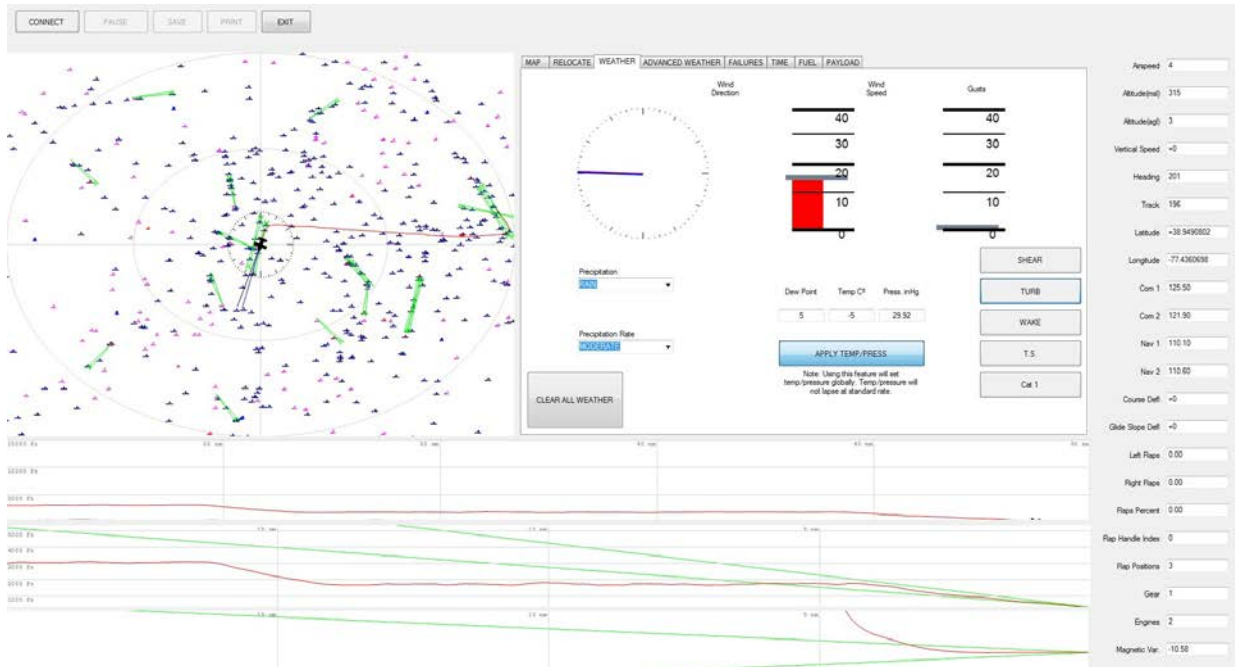 CONNECT PAUSE SAVE PRINT EXIT
MAP RELOCATE WEATHER ADVANCED WEATHER FAILURES TIME FUEL PAYLOAD
Wind
Direction
Wind
Speed
Gusts
40
30
20
10
0
40
30
20
10
0
Precipitation
RAIN
Precipitation Rate
MODERATE
CLEAR ALL WEATHER
Dew Point Temp Cº Press. inHg
5 -5 29.92
APPLY TEMP/PRESS
Note: Using this feature will set
temp/pressure globally. Temp/pressure will
not lapse at standard rate.
SHEAR
TURB
WAKE
T.S
Cat 1
Airspeed 4
Altitude(msl) 315
Altitude(agl) 3
Vertical Speed +0
Heading 201
Track 196
Latitude +38.9490802
Longitude -77.4360698
Com 1 125.50
Com 2 121.90
Nav 1 110.10
Nav 2 110.60
Course Defl +0
Glide Slope Defl +0
Left Flaps 0.00
Right Flaps 0.00
Flaps Percent 0.00
Flap Handle Index 0
Flap Positions 3
Gear 1
Engines 2
Magnetic Var. -10.58